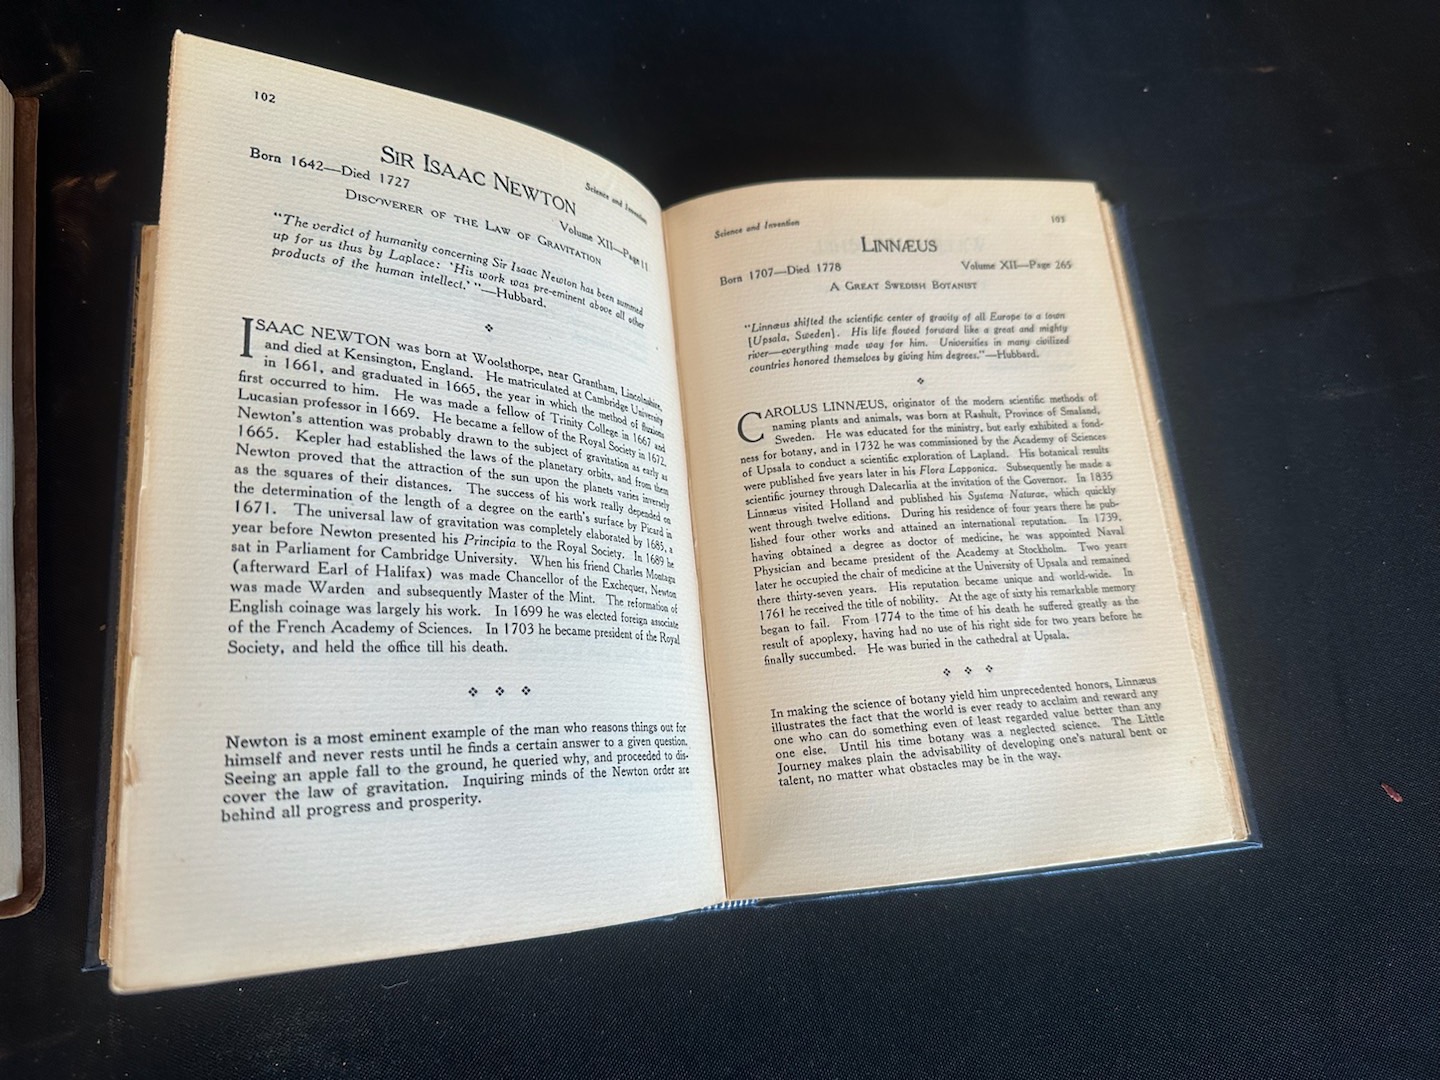 102
Science and Invention
SIR ISAAC NEWTON
Born 1642—Died 1727 Volume XII—Page 11
DISCOVERER OF THE LAW OF GRAVITATION
"The verdict of humanity concerning Sir Isaac Newton has been summed
up for us thus by Laplace: 'His work was pre-eminent above all other
products of the human intellect.' "—Hubbard.
ISAAC NEWTON was born at Woolsthorpe, near Grantham, Lincolnshire,
and died at Kensington, England. He matriculated at Cambridge University
in 1661, and graduated in 1665, the year in which the method of fluxions
first occurred to him. He was made a fellow of Trinity College in 1667 and
Lucasian professor in 1669. He became a fellow of the Royal Society in 1672.
Newton's attention was probably drawn to the subject of gravitation as early as
1665. Kepler had established the laws of the planetary orbits, and from them
Newton proved that the attraction of the sun upon the planets varies inversely
as the squares of their distances. The success of his work really depended on
the determination of the length of a degree on the earth's surface by Picard in
1671. The universal law of gravitation was completely elaborated by 1685, a
year before Newton presented his Principia to the Royal Society. In 1689 he
sat in Parliament for Cambridge University. When his friend Charles Montagu
(afterward Earl of Halifax) was made Chancellor of the Exchequer, Newton
was made Warden and subsequently Master of the Mint. The reformation of
English coinage was largely his work. In 1699 he was elected foreign associate
of the French Academy of Sciences. In 1703 he became president of the Royal
Society, and held the office till his death.
Newton is a most eminent example of the man who reasons things out for
himself and never rests until he finds a certain answer to a given question.
Seeing an apple fall to the ground, he queried why, and proceeded to dis-
cover the law of gravitation. Inquiring minds of the Newton order are
behind all progress and prosperity.
Science and Invention 103
LINNÆUS
Born 1707—Died 1778 Volume XII—Page 265
A GREAT SWEDISH BOTANIST
"Linnæus shifted the scientific center of gravity of all Europe to a town
[Upsala, Sweden]. His life flowed forward like a great and mighty
river—everything made way for him. Universities in many civilized
countries honored themselves by giving him degrees."—Hubbard.
CAROLUS LINNÆUS, originator of the modern scientific methods of
naming plants and animals, was born at Rashult, Province of Smaland,
Sweden. He was educated for the ministry, but early exhibited a fond-
ness for botany, and in 1732 he was commissioned by the Academy of Sciences
of Upsala to conduct a scientific exploration of Lapland. His botanical results
were published five years later in his Flora Lapponica. Subsequently he made a
scientific journey through Dalecarlia at the invitation of the Governor. In 1835
Linnæus visited Holland and published his Systema Naturae, which quickly
went through twelve editions. During his residence of four years there he pub-
lished four other works and attained an international reputation. In 1739,
having obtained a degree as doctor of medicine, he was appointed Naval
Physician and became president of the Academy at Stockholm. Two years
later he occupied the chair of medicine at the University of Upsala and remained
there thirty-seven years. His reputation became unique and world-wide. In
1761 he received the title of nobility. At the age of sixty his remarkable memory
began to fail. From 1774 to the time of his death he suffered greatly as the
result of apoplexy, having had no use of his right side for two years before he
finally succumbed. He was buried in the cathedral at Upsala.
In making the science of botany yield him unprecedented honors, Linnæus
illustrates the fact that the world is ever ready to acclaim and reward any
one who can do something even of least regarded value better than any
one else. Until his time botany was a neglected science. The Little
Journey makes plain the advisability of developing one's natural bent or
talent, no matter what obstacles may be in the way.